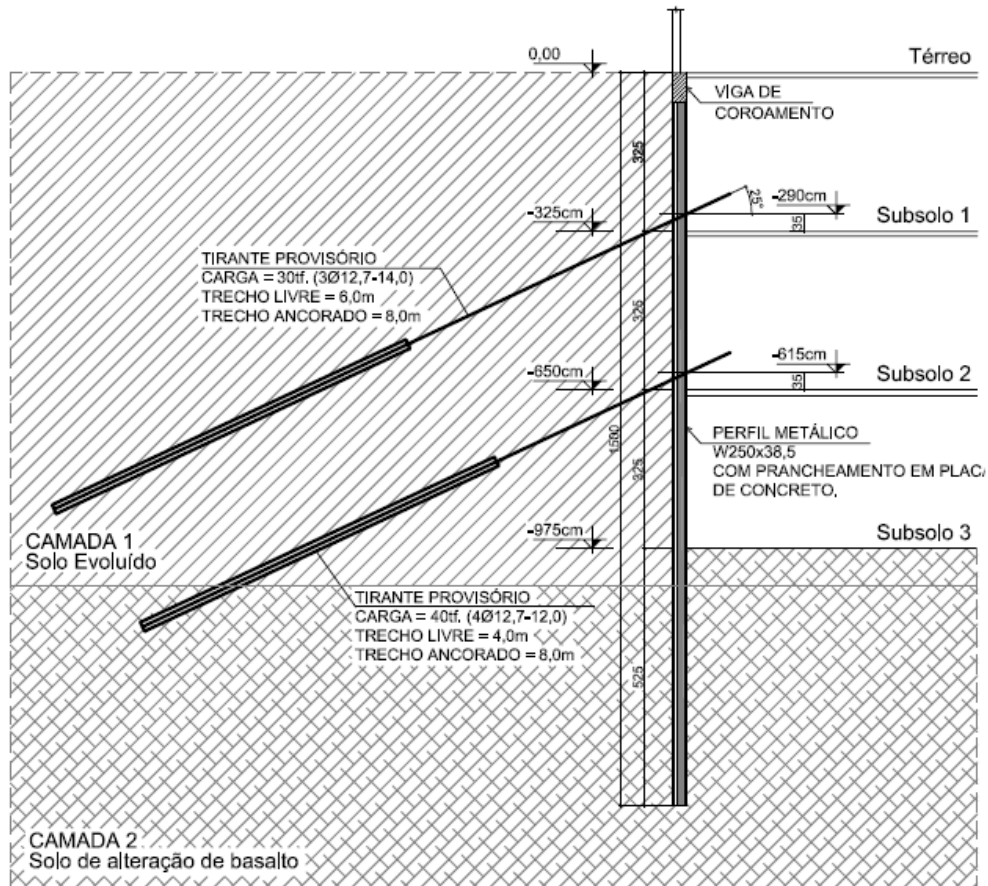 0,00
Térreo
VIGA DE
COROAMENTO
325
25°
-290cm
-325cm
Subsolo 1
35
TIRANTE PROVISÓRIO
CARGA = 30tf. (3Ø12,7-14,0)
TRECHO LIVRE = 6,0m
TRECHO ANCORADO = 8,0m
325
-615cm
-650cm
Subsolo 2
35
1500
325
PERFIL METÁLICO
W250x38,5
COM PRANCHEAMENTO EM PLAC
DE CONCRETO.
-975cm
Subsolo 3
CAMADA 1
Solo Evoluído
TIRANTE PROVISÓRIO
CARGA = 40tf. (4Ø12,7-12,0)
TRECHO LIVRE = 4,0m
TRECHO ANCORADO = 8,0m
525
CAMADA 2
Solo de alteração de basalto